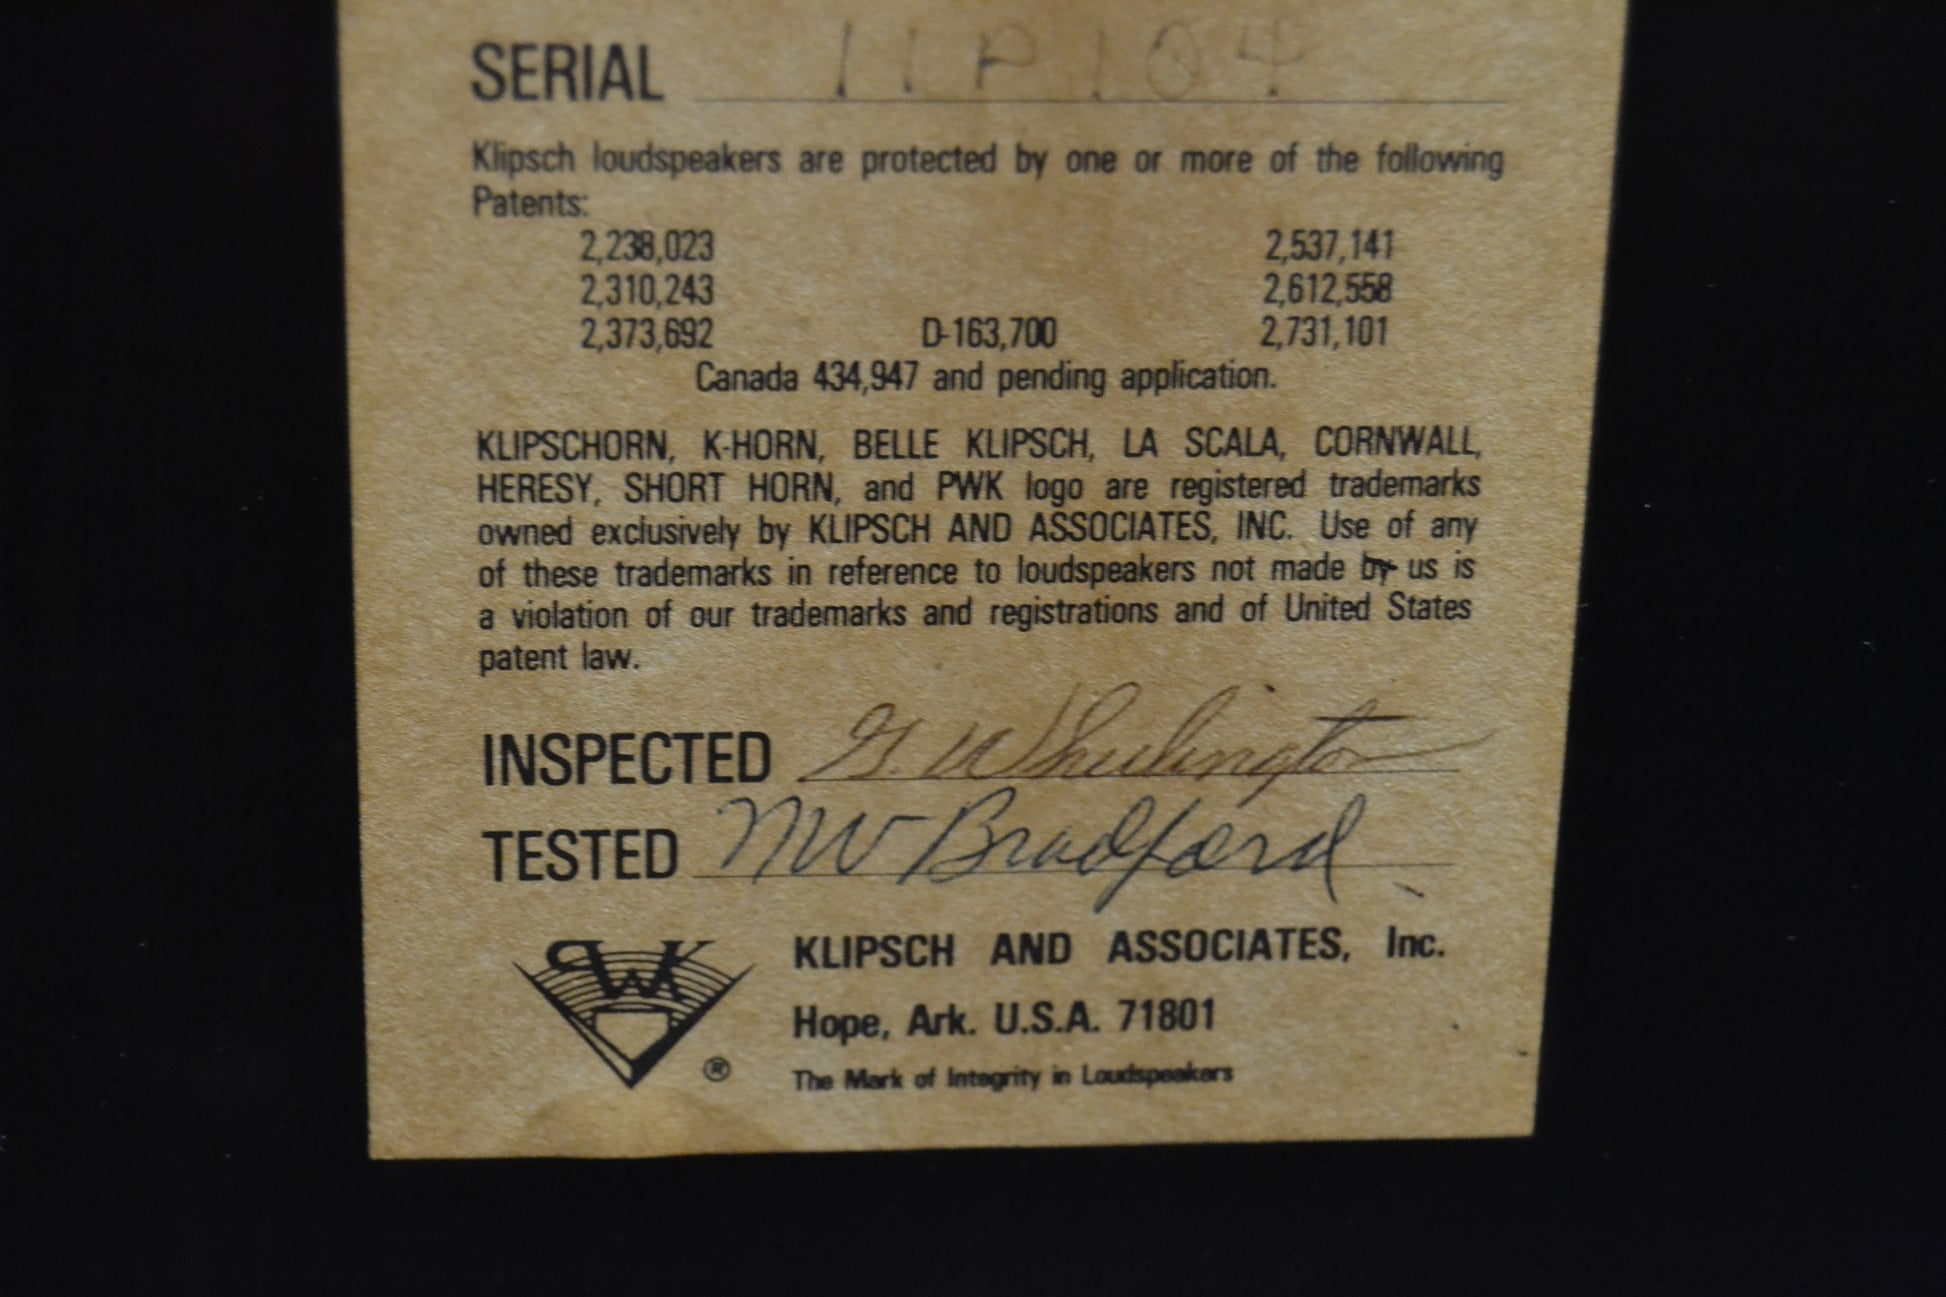 SERIAL 11P104
Klipsch loudspeakers are protected by one or more of the following
Patents:
2,238,023 2,537,141
2,310,243 2,612,558
2,373,692 D-163,700 2,731,101
Canada 434,947 and pending application.
KLIPSCHORN, K-HORN, BELLE KLIPSCH, LA SCALA, CORNWALL,
HERESY, SHORT HORN, and PWK logo are registered trademarks
owned exclusively by KLIPSCH AND ASSOCIATES, INC. Use of any
of these trademarks in reference to loudspeakers not made by us is
a violation of our trademarks and registrations and of United States
patent law.
INSPECTED G. Whelington
TESTED MW Bradford
PWK ®
KLIPSCH AND ASSOCIATES, Inc.
Hope, Ark. U.S.A. 71801
The Mark of Integrity in Loudspeakers